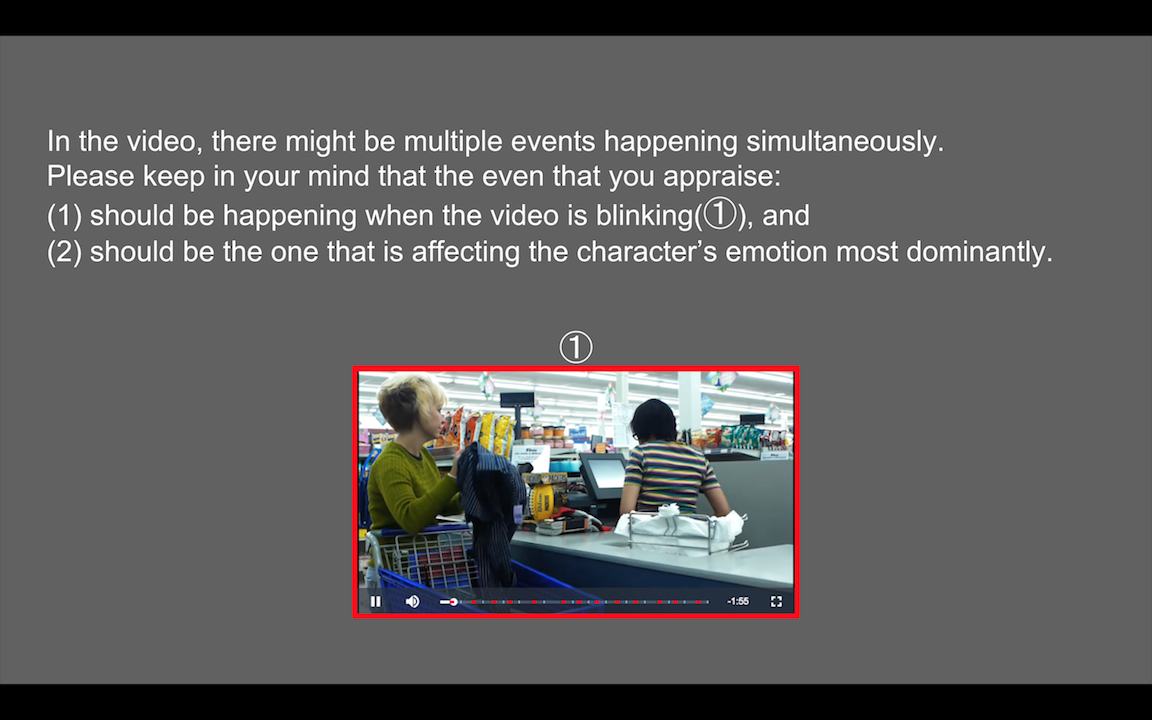 In the video, there might be multiple events happening simultaneously.
Please keep in your mind that the even that you appraise:
(1) should be happening when the video is blinking(①), and
(2) should be the one that is affecting the character’s emotion most dominantly.
①
-1:55